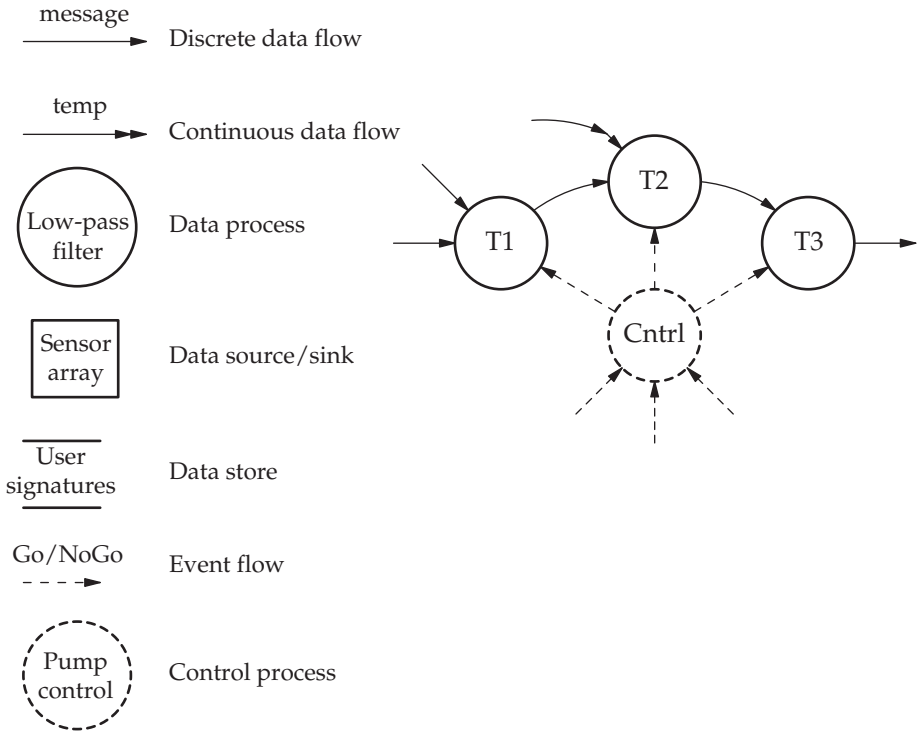 message
Discrete data flow
temp
Continuous data flow
Low-pass
filter
Data process
Sensor
array
Data source/sink
User
signatures
Data store
Go/NoGo
Event flow
Pump
control
Control process
T1
T2
T3
Cntrl